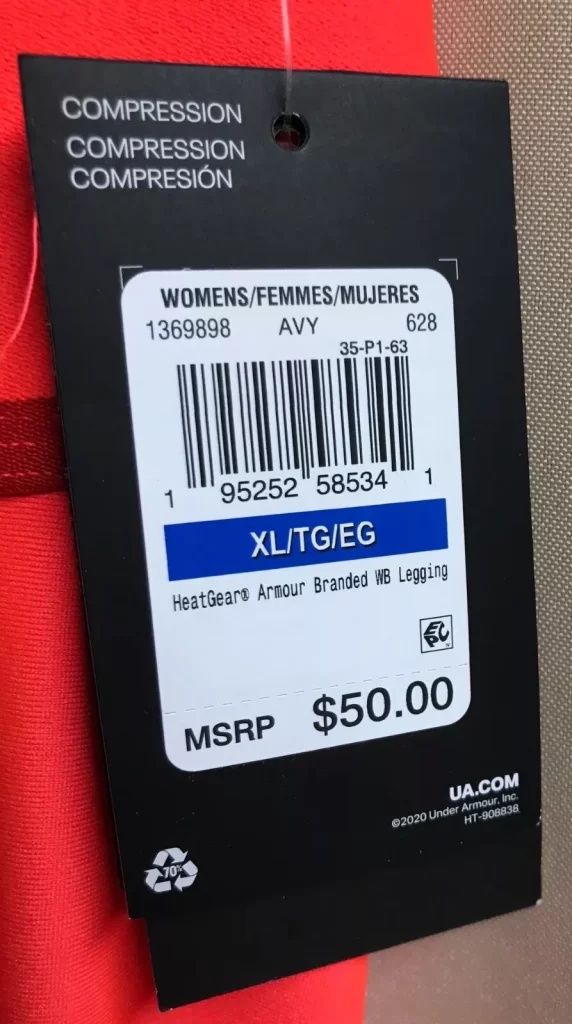 COMPRESSION
COMPRESSION
COMPRESIÓN
WOMENS/FEMMES/MUJERES
1369898 AVY 628
35-P1-63
1 95252 58534 1
XL/TG/EG
HeatGear® Armour Branded WB Legging
EPC™
MSRP $50.00
UA.COM
©2020 Under Armour, Inc.
HT-908838
70%